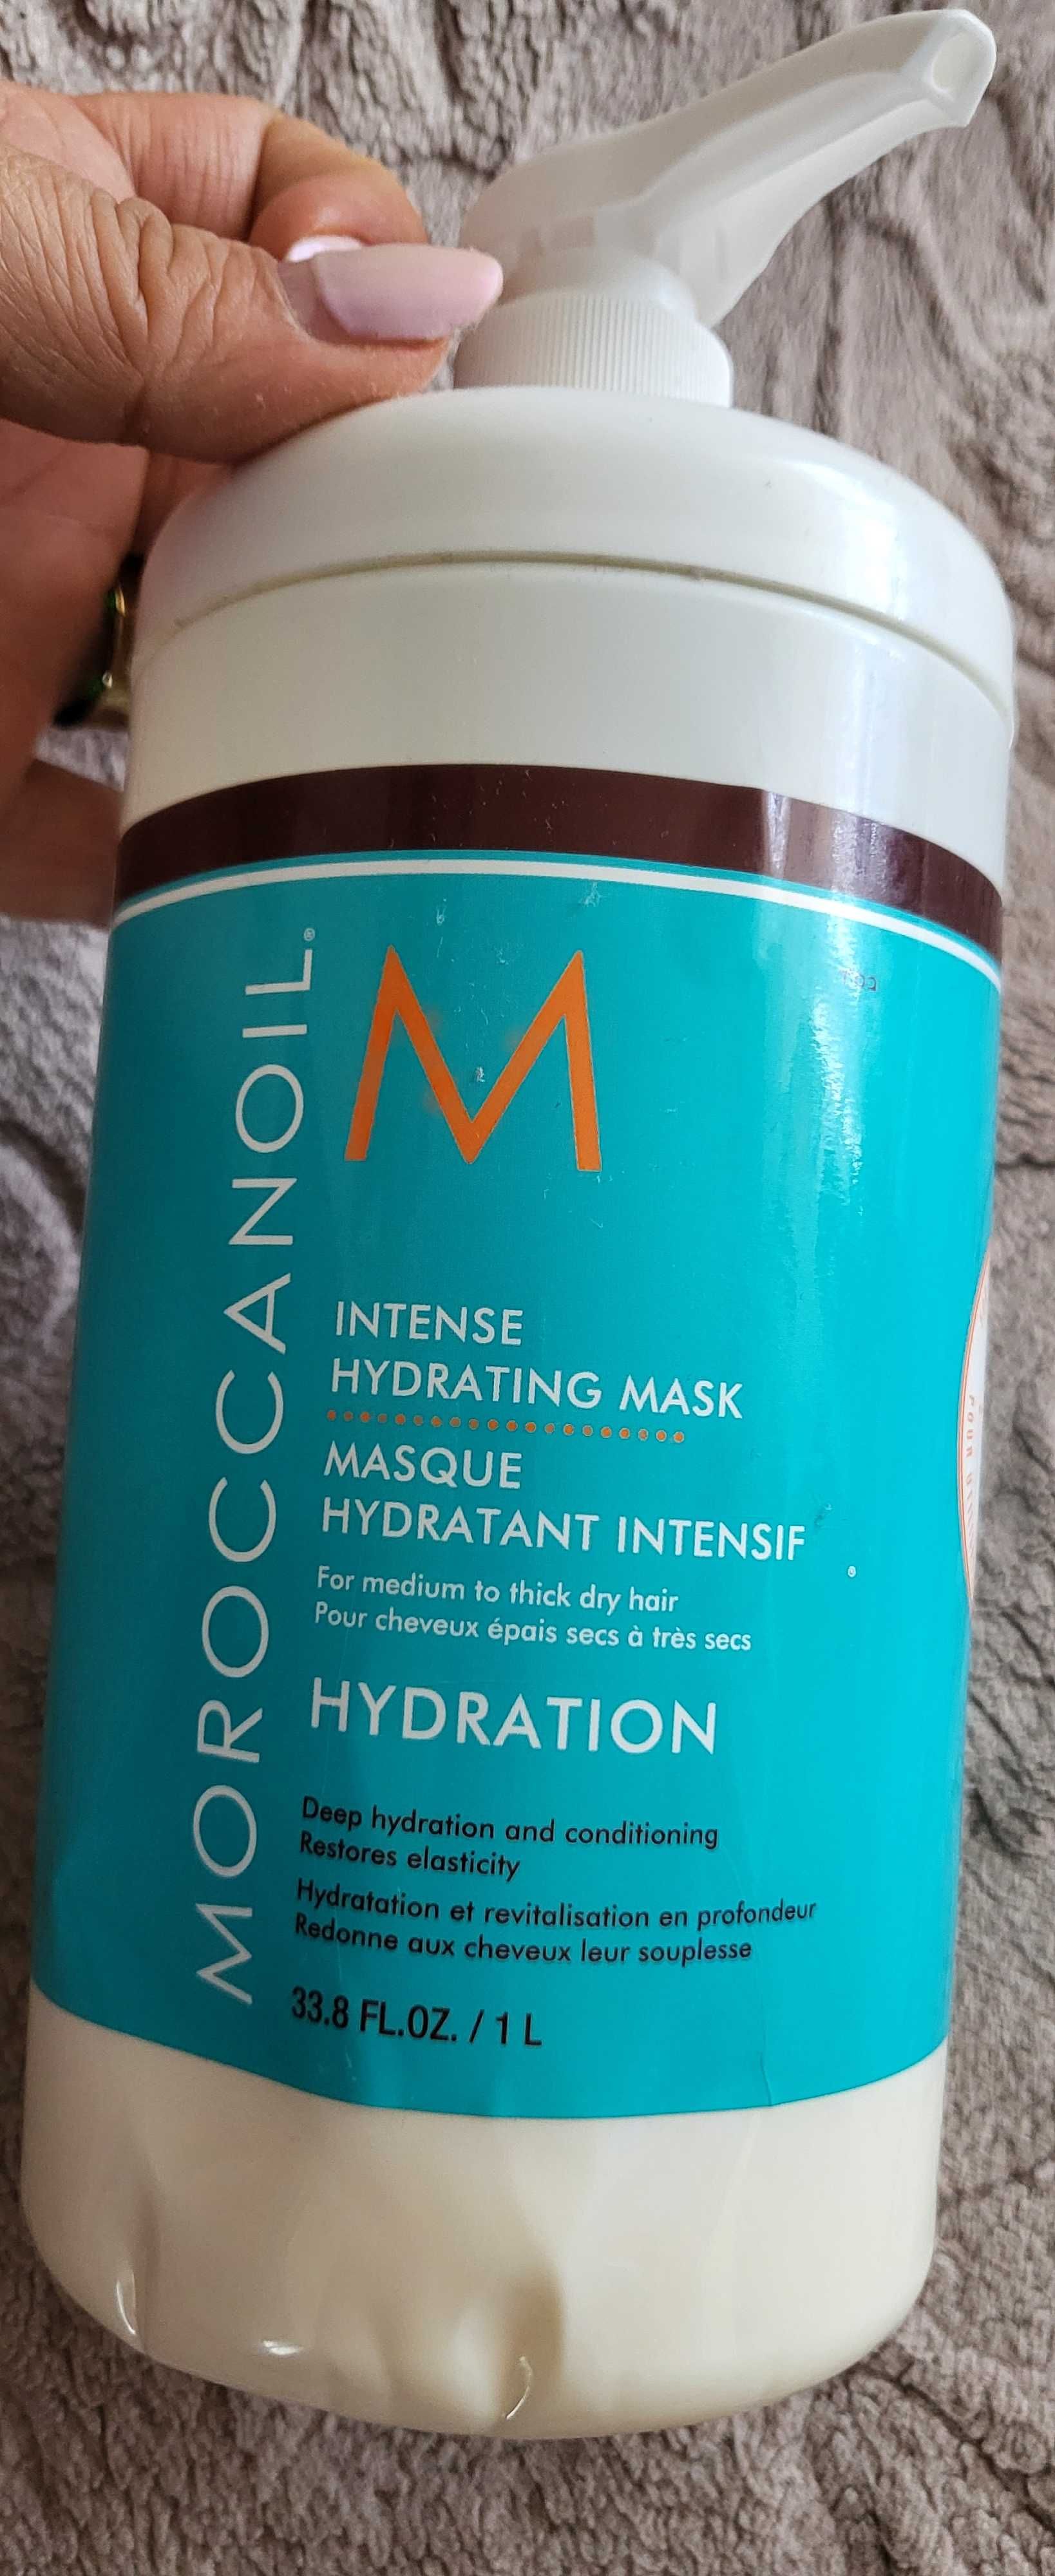 MOROCCANOIL®
M
INTENSE
HYDRATING MASK
MASQUE
HYDRATANT INTENSIF
For medium to thick dry hair
Pour cheveux épais secs à très secs
HYDRATION
Deep hydration and conditioning
Restores elasticity
Hydratation et revitalisation en profondeur
Redonne aux cheveux leur souplesse
33.8 FL.OZ. / 1 L
POUR